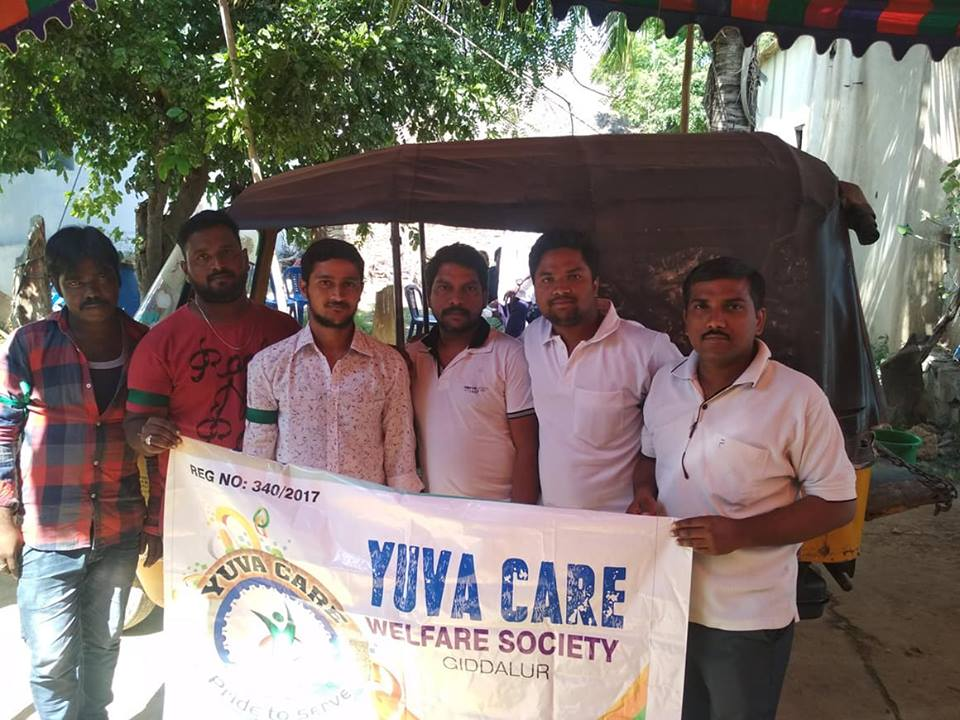 REG NO: 340/2017
YUVA CARE
Pride to serve
YUVA CARE
WELFARE SOCIETY
GIDDALUR